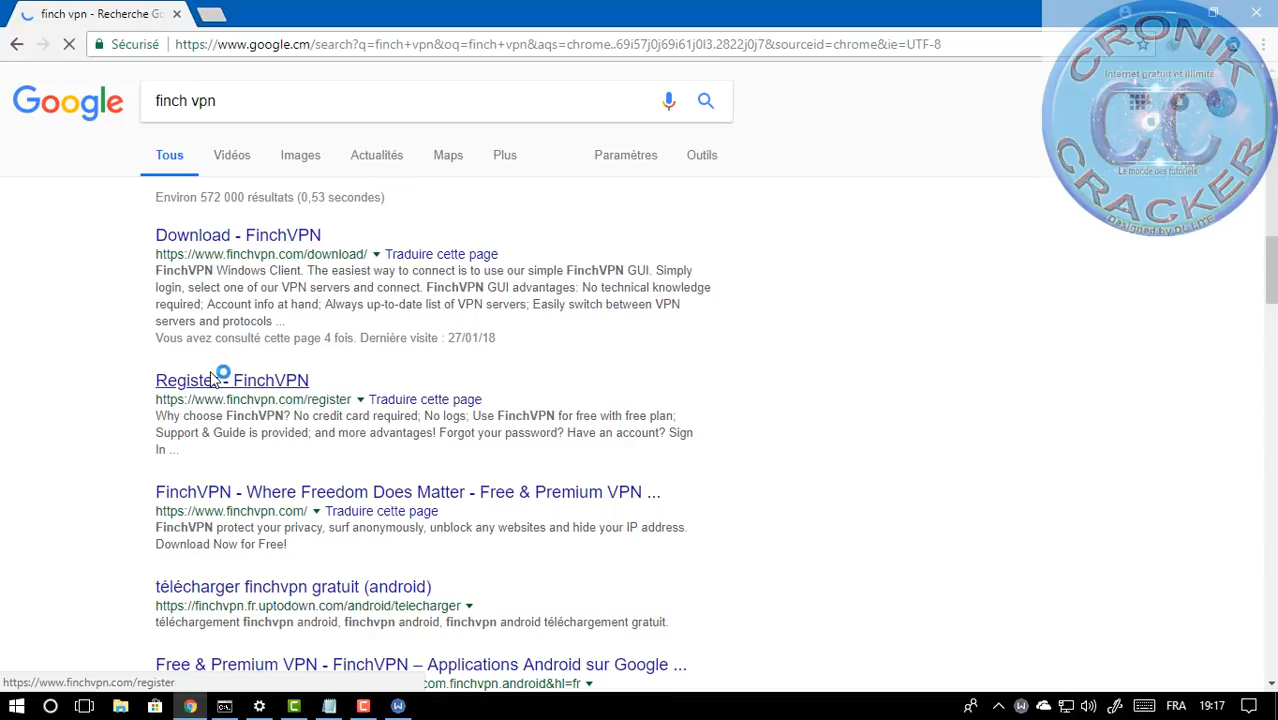 finch vpn - Recherche Go
Sécurisé
https://www.google.cm/search?q=finch+vpn&oq=finch+vpn&aqs=chrome..69i57j0j69i61j0l3.2822j0j7&sourceid=chrome&ie=UTF-8
Google
finch vpn
Tous Vidéos Images Actualités Maps Plus Paramètres Outils
Environ 572 000 résultats (0,53 secondes)
Download - FinchVPN
https://www.finchvpn.com/download/ Traduire cette page
FinchVPN Windows Client. The easiest way to connect is to use our simple FinchVPN GUI. Simply
login, select one of our VPN servers and connect. FinchVPN GUI advantages: No technical knowledge
required; Account info at hand; Always up-to-date list of VPN servers; Easily switch between VPN
servers and protocols ...
Vous avez consulté cette page 4 fois. Dernière visite : 27/01/18
Register - FinchVPN
https://www.finchvpn.com/register Traduire cette page
Why choose FinchVPN? No credit card required; No logs; Use FinchVPN for free with free plan;
Support & Guide is provided; and more advantages! Forgot your password? Have an account? Sign
In ...
FinchVPN - Where Freedom Does Matter - Free & Premium VPN ...
https://www.finchvpn.com/ Traduire cette page
FinchVPN protect your privacy, surf anonymously, unblock any websites and hide your IP address.
Download Now for Free!
télécharger finchvpn gratuit (android)
https://finchvpn.fr.uptodown.com/android/telecharger
téléchargement finchvpn android, finchvpn android, finchvpn android téléchargement gratuit.
Free & Premium VPN - FinchVPN – Applications Android sur Google ...
com.finchvpn.android&hl=fr
https://www.finchvpn.com/register
FRA 19:17
CRONIK
Internet gratuit et illimité
CC
Le monde des tutoriels
CRACKER
Designed by DL LITE